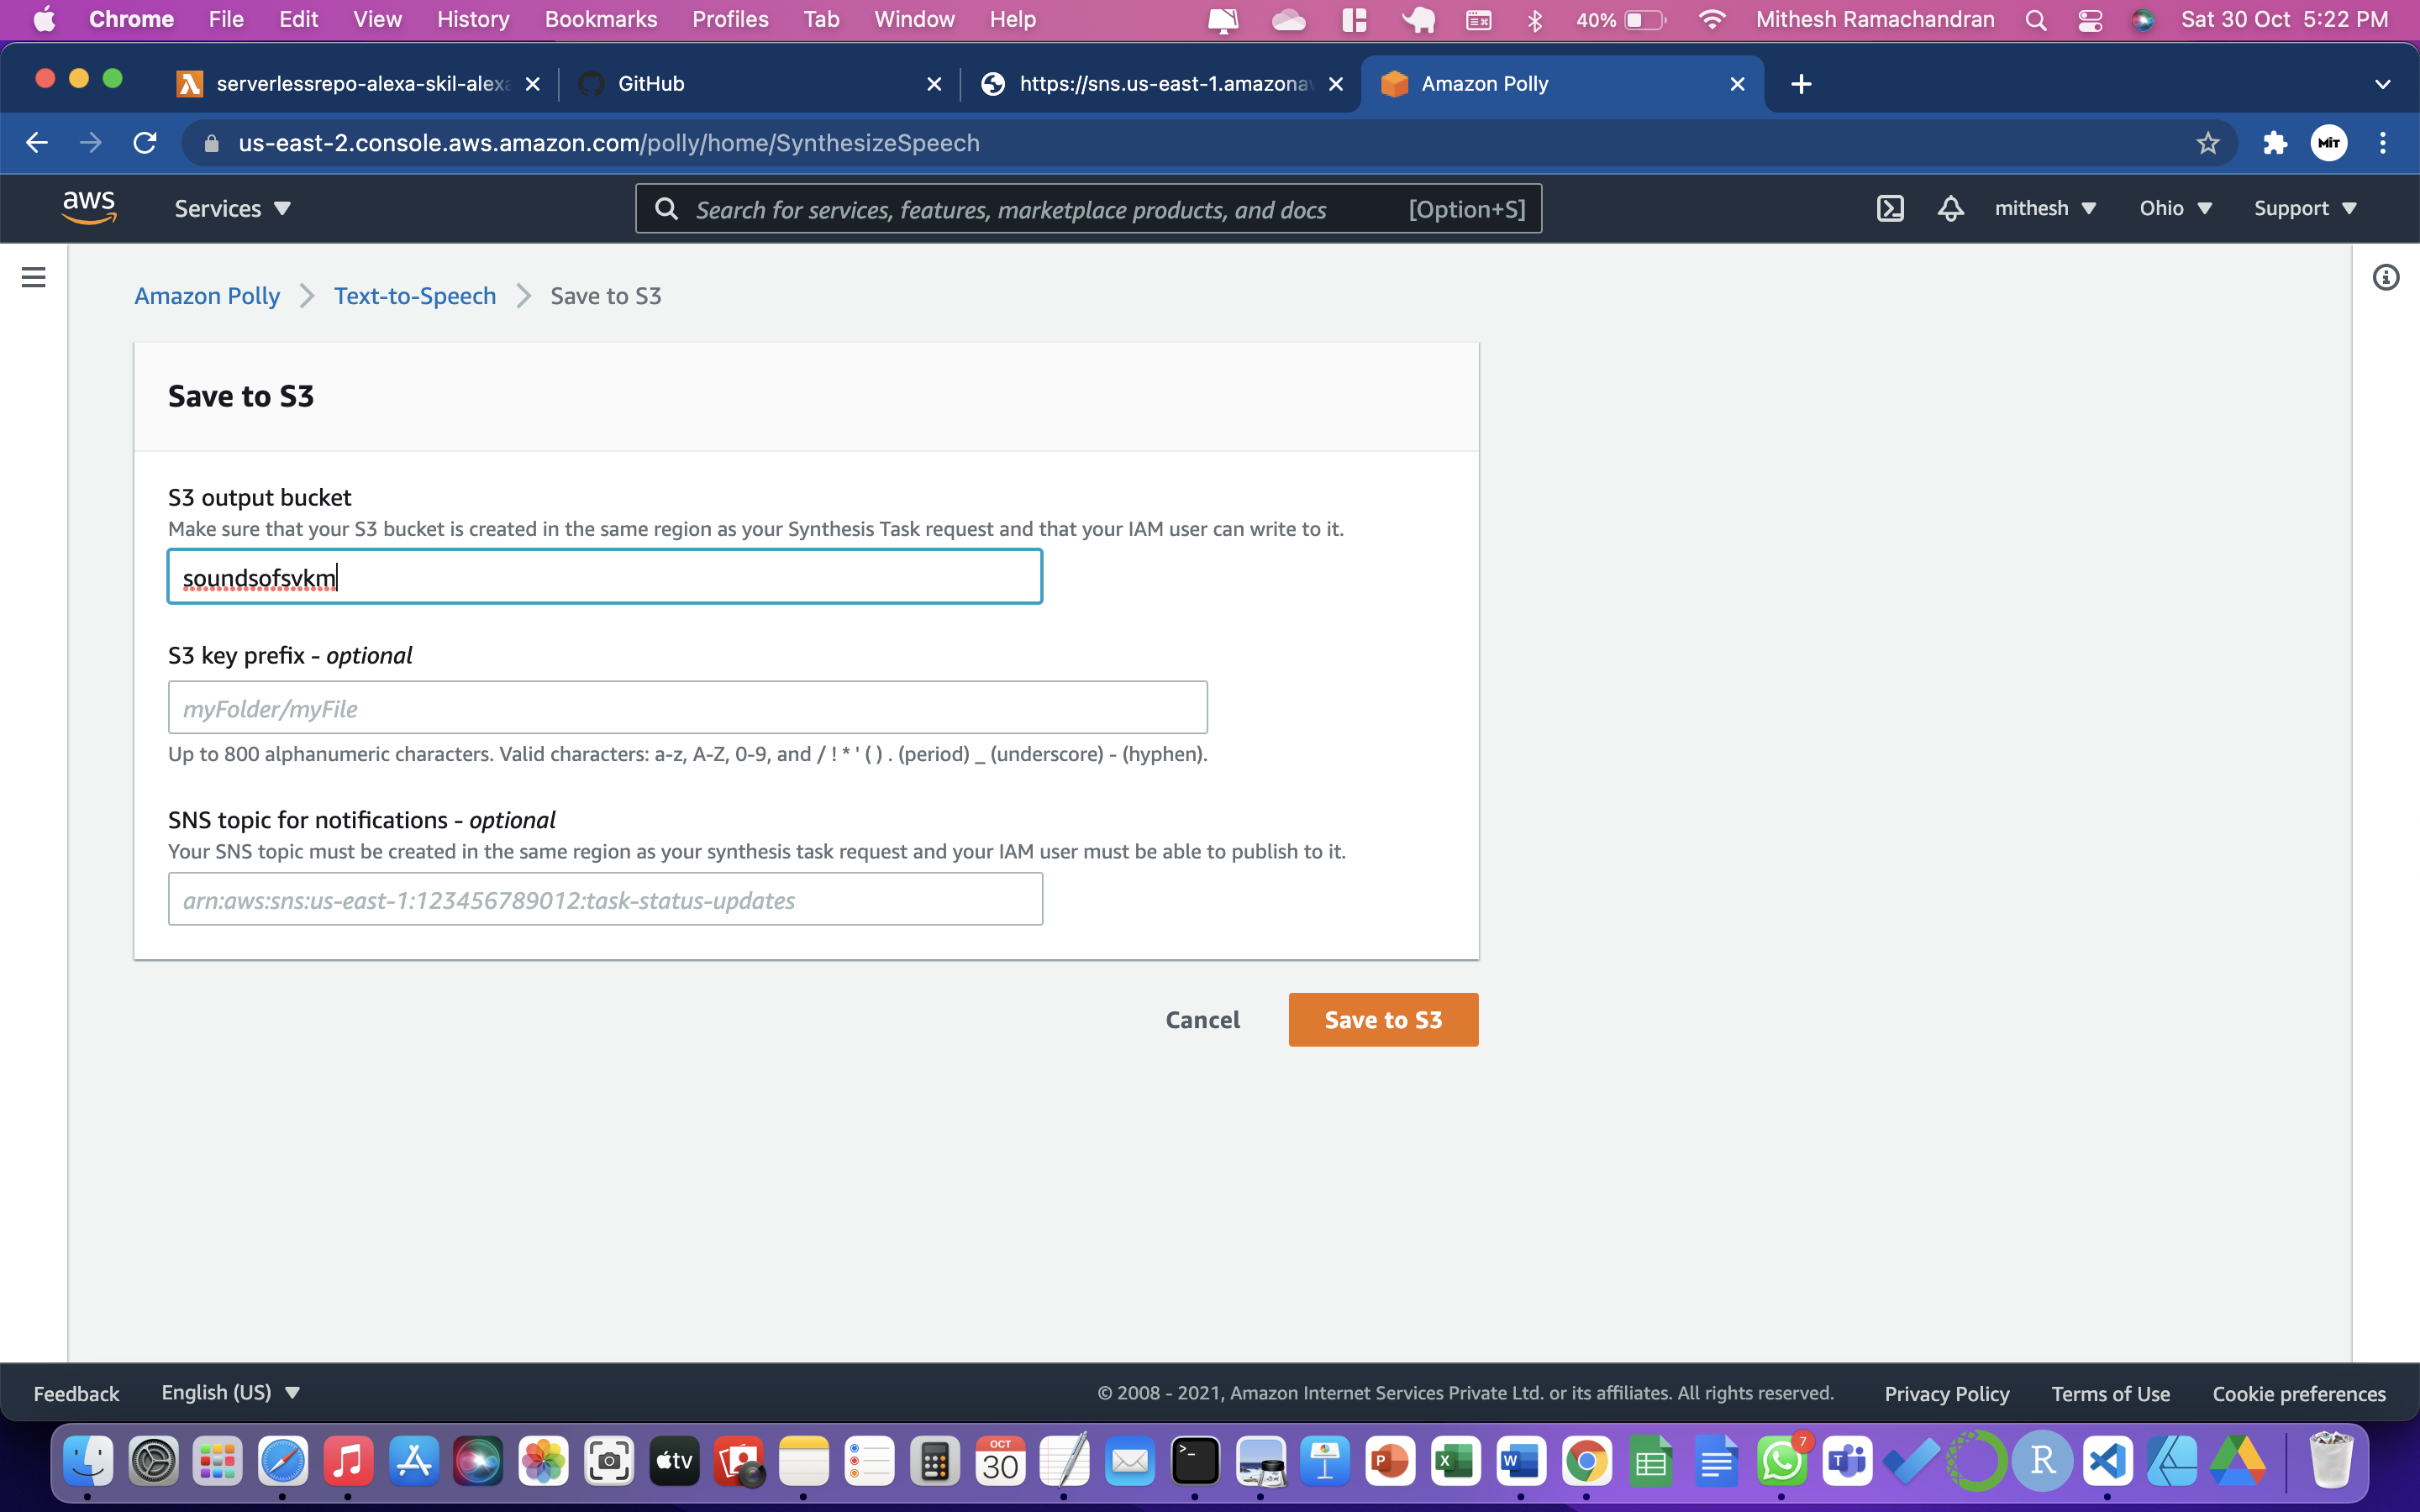 Chrome File Edit View History Bookmarks Profiles Tab Window Help 40% Mithesh Ramachandran Sat 30 Oct 5:22 PM
serverlessrepo-alexa-skil-alexa GitHub https://sns.us-east-1.amazonaw Amazon Polly
us-east-2.console.aws.amazon.com/polly/home/SynthesizeSpeech MiT
aws Services Search for services, features, marketplace products, and docs [Option+S] mithesh Ohio Support
Amazon Polly Text-to-Speech Save to S3
Save to S3
S3 output bucket
Make sure that your S3 bucket is created in the same region as your Synthesis Task request and that your IAM user can write to it.
soundsofsvkm
S3 key prefix - optional
myFolder/myFile
Up to 800 alphanumeric characters. Valid characters: a-z, A-Z, 0-9, and / ! * ' ( ) . (period) _ (underscore) - (hyphen).
SNS topic for notifications - optional
Your SNS topic must be created in the same region as your synthesis task request and your IAM user must be able to publish to it.
arn:aws:sns:us-east-1:123456789012:task-status-updates
Cancel Save to S3
Feedback English (US) © 2008 - 2021, Amazon Internet Services Private Ltd. or its affiliates. All rights reserved. Privacy Policy Terms of Use Cookie preferences
tv OCT 30 P X W 7 T R